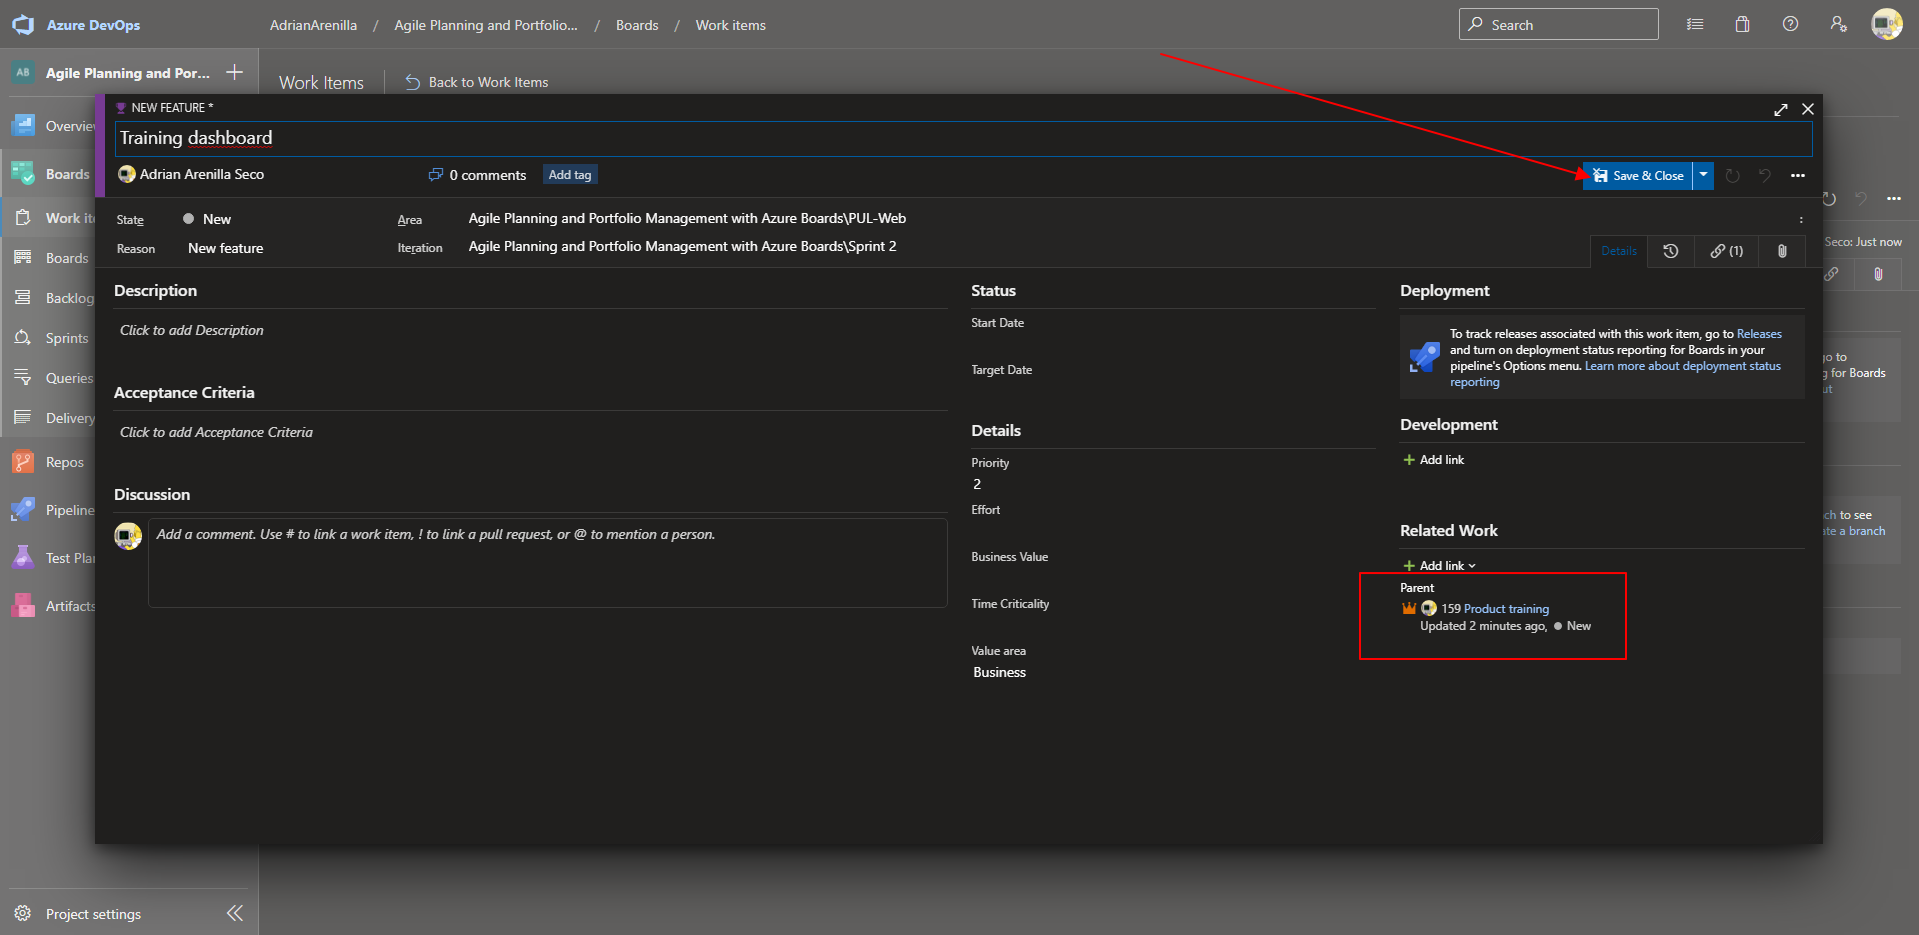 Azure DevOps
AdrianArenilla / Agile Planning and Portfolio... / Boards / Work items
Search
AB
Agile Planning and Por...
Work Items
Back to Work Items
Overvie
Boards
Work it
Boards
Backlog
Sprints
Queries
Delivery
Repos
Pipeline
Test Pla
Artifacts
Project settings
NEW FEATURE *
Training dashboard
Adrian Arenilla Seco
0 comments
Add tag
Save & Close
State
New
Area
Agile Planning and Portfolio Management with Azure Boards\PUL-Web
Reason
New feature
Iteration
Agile Planning and Portfolio Management with Azure Boards\Sprint 2
Details
(1)
Description
Click to add Description
Acceptance Criteria
Click to add Acceptance Criteria
Discussion
Add a comment. Use # to link a work item, ! to link a pull request, or @ to mention a person.
Status
Start Date
Target Date
Details
Priority
2
Effort
Business Value
Time Criticality
Value area
Business
Deployment
To track releases associated with this work item, go to Releases
and turn on deployment status reporting for Boards in your
pipeline's Options menu. Learn more about deployment status
reporting
Development
Add link
Related Work
Add link
Parent
159 Product training
Updated 2 minutes ago, New
Seco: Just now
go to
g for Boards
ut
ch to see
ate a branch